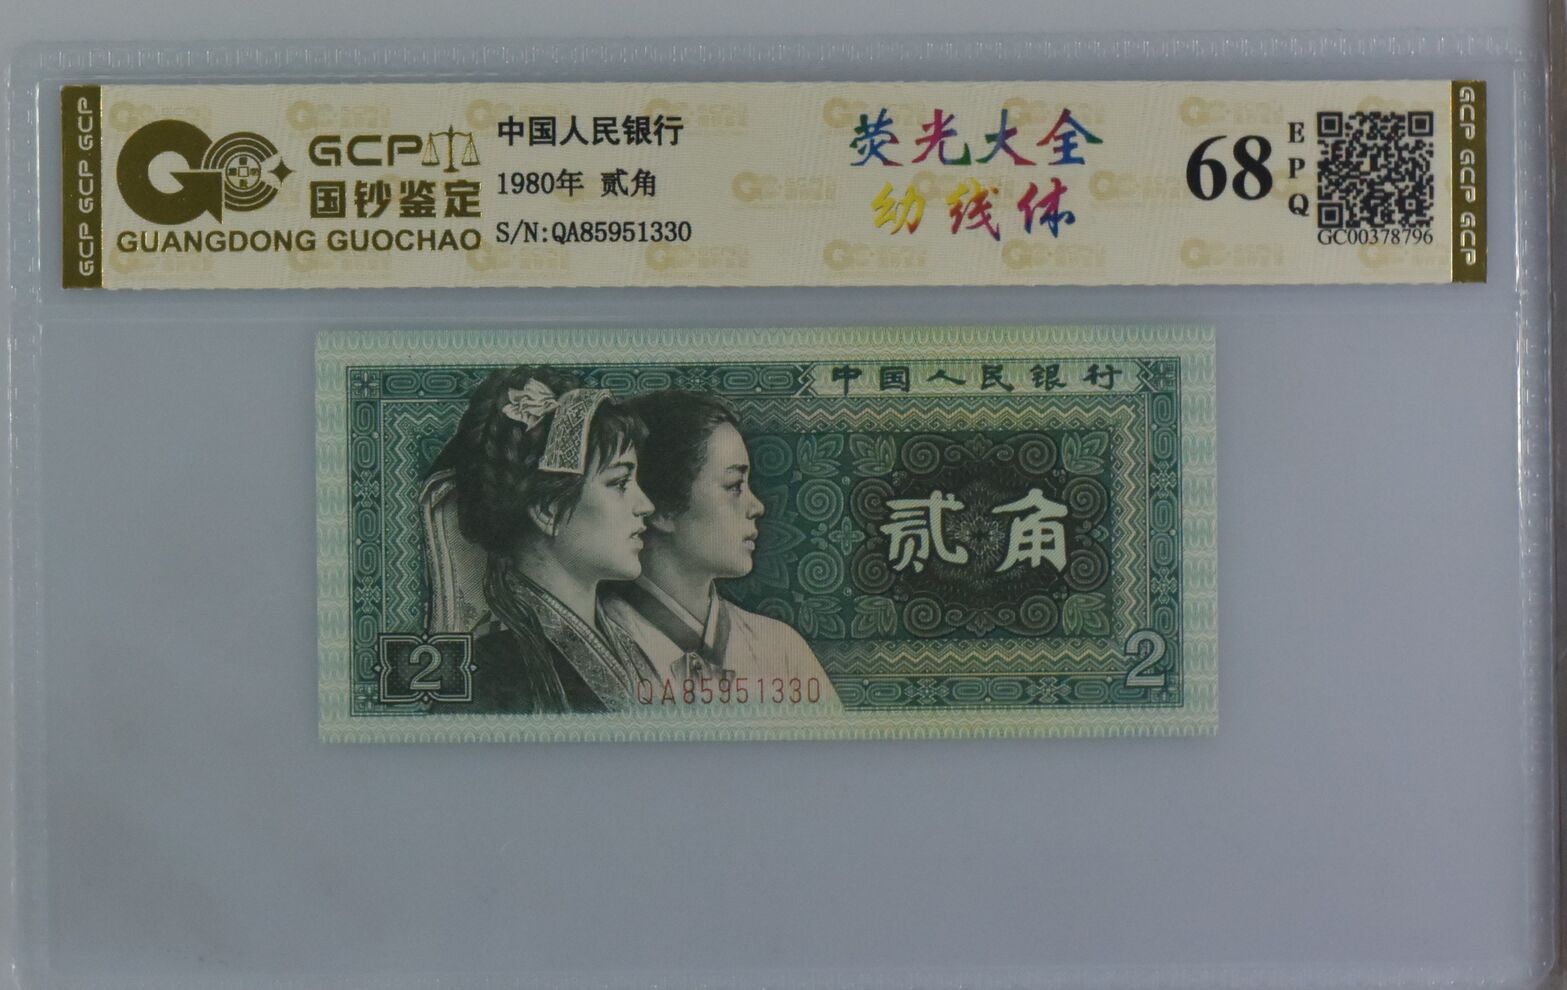 GCP
国钞鉴定
GUANGDONG GUOCHAO
中国人民银行
1980年 贰角
S/N:QA85951330
荧光大全
幼线体
68
EPQ
GC00378796
GCP GCP GCP
GCP GCP GCP
中国人民银行
贰角
2
2
QA85951330